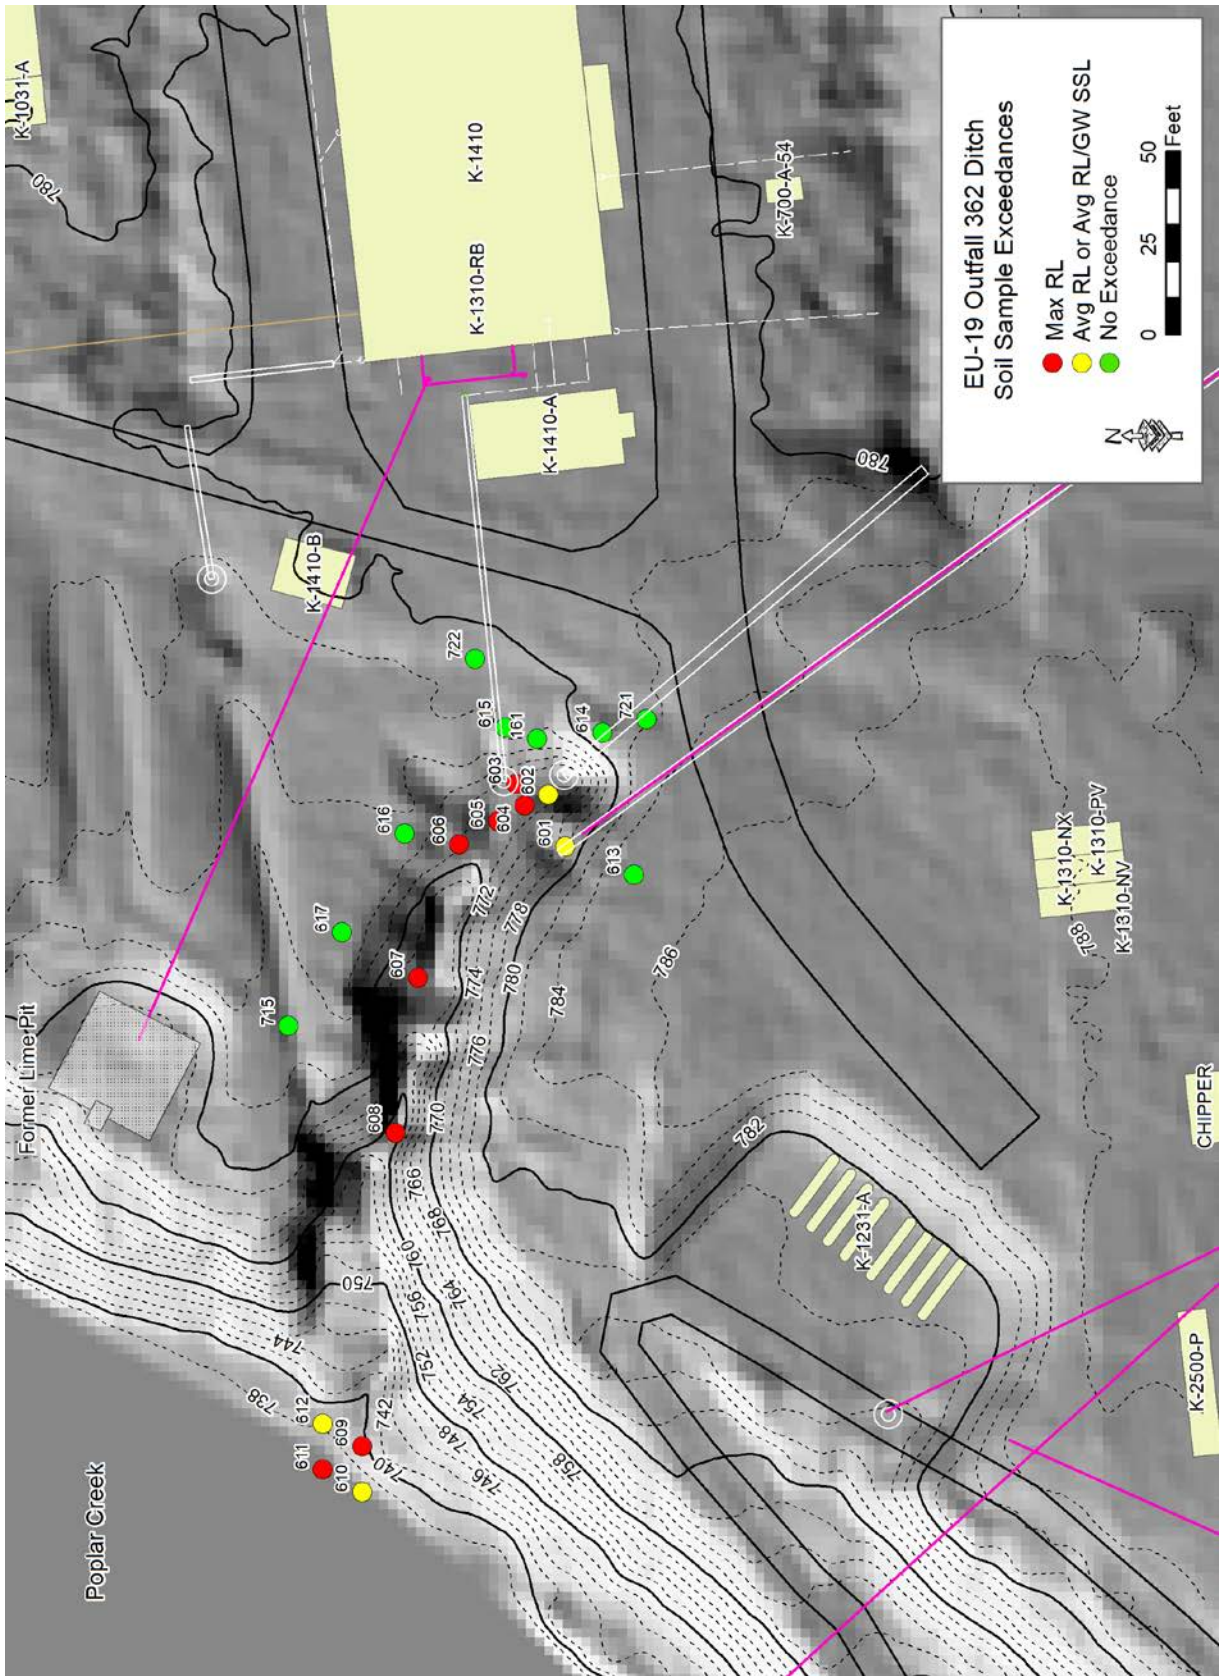 EU-19 Outfall 362 Ditch
Soil Sample Exceedances
Max RL
Avg RL or Avg RL/GW SSL
No Exceedance
0
25
50
Feet
N
Poplar Creek
Former Lime Pit
K-1031-A
780
K-1410
K-1310-RB
K-1410-A
K-1410-B
K-700-A-54
780
722
615
161
614
721
603
602
605
604
601
606
616
613
617
607
715
608
611
612
610
609
772
778
774
780
784
786
776
770
766
768
760
764
756
750
752
762
754
744
738
742
748
740
746
758
782
788
K-1310-NX
K-1310-PV
K-1310-NV
K-1231-A
CHIPPER
K-2500-P